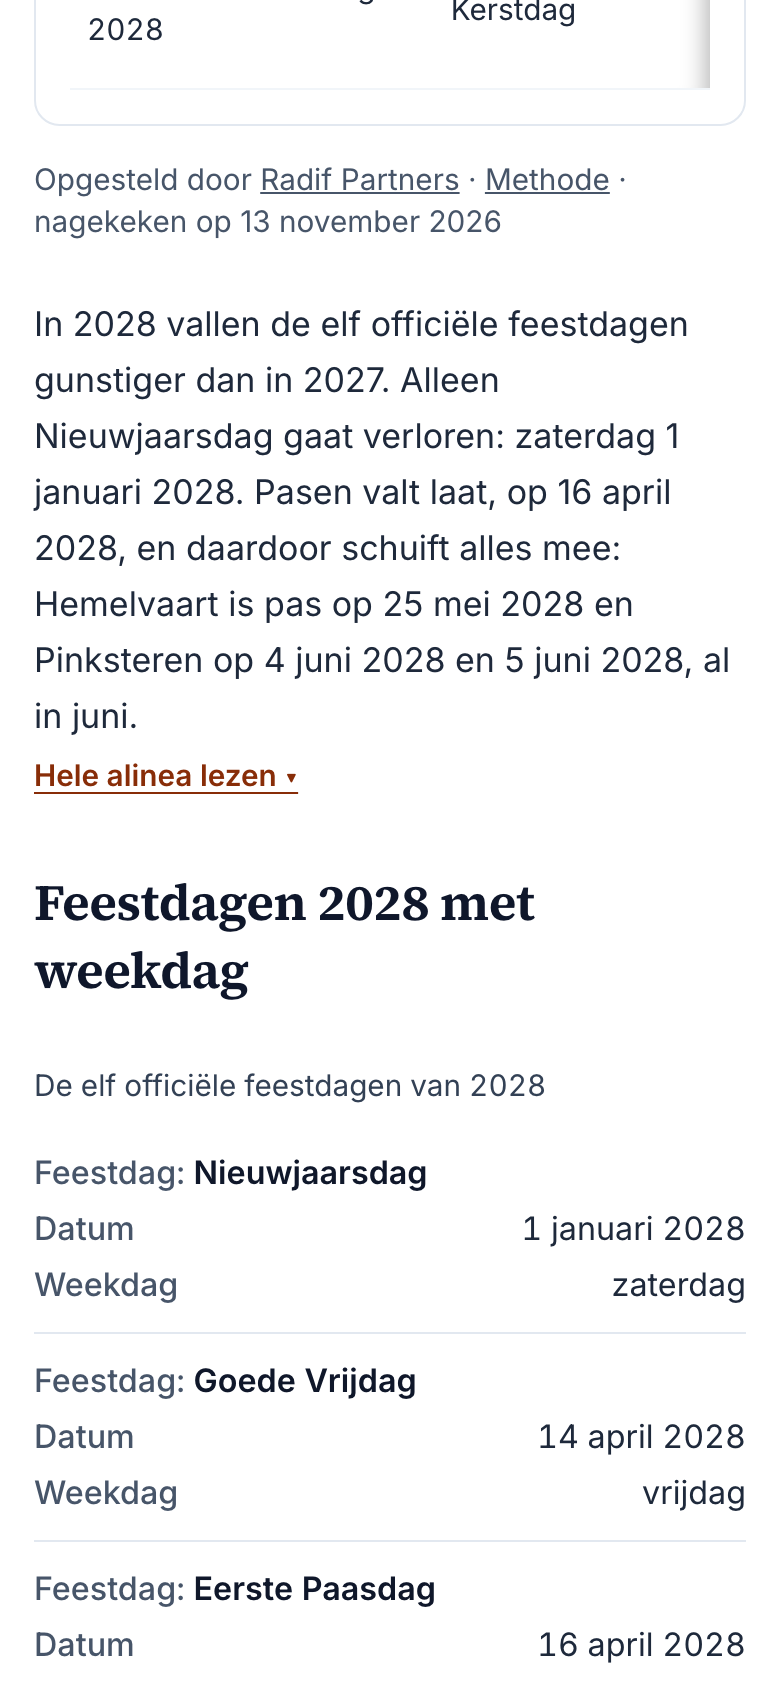 2028
Kerstdag
Opgesteld door Radif Partners · Methode ·
nagekeken op 13 november 2026
In 2028 vallen de elf officiële feestdagen
gunstiger dan in 2027. Alleen
Nieuwjaarsdag gaat verloren: zaterdag 1
januari 2028. Pasen valt laat, op 16 april
2028, en daardoor schuift alles mee:
Hemelvaart is pas op 25 mei 2028 en
Pinksteren op 4 juni 2028 en 5 juni 2028, al
in juni.
Hele alinea lezen ▾
Feestdagen 2028 met
weekdag
De elf officiële feestdagen van 2028
Feestdag: Nieuwjaarsdag
Datum 1 januari 2028
Weekdag zaterdag
Feestdag: Goede Vrijdag
Datum 14 april 2028
Weekdag vrijdag
Feestdag: Eerste Paasdag
Datum 16 april 2028